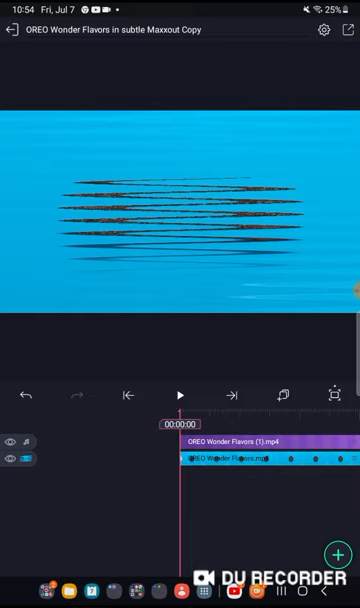 10:54 Fri, Jul 7 25%
OREO Wonder Flavors in subtle Maxxout Copy
00:00:00
OREO Wonder Flavors (1).mp4
OREO Wonder Flavors.mp4
DU RECORDER